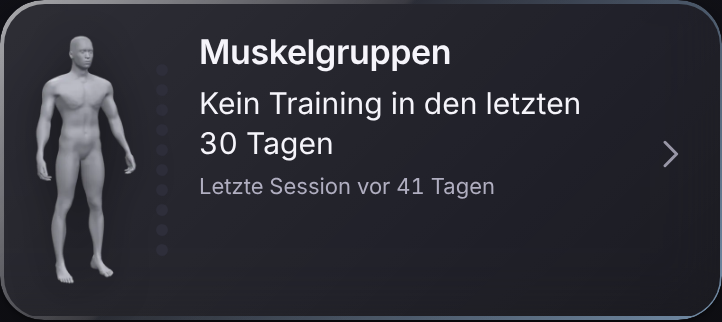 Muskelgruppen
Kein Training in den letzten
30 Tagen
Letzte Session vor 41 Tagen